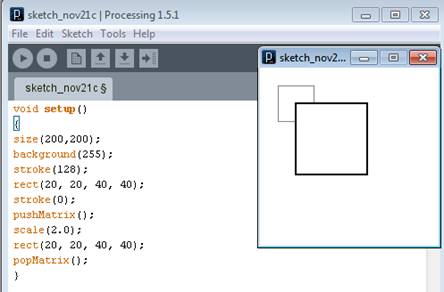 sketch_nov21c | Processing 1.5.1
File Edit Sketch Tools Help
sketch_nov21c §
sketch_nov2...
void setup()
{
size(200,200);
background(255);
stroke(128);
rect(20, 20, 40, 40);
stroke(0);
pushMatrix();
scale(2.0);
rect(20, 20, 40, 40);
popMatrix();
}